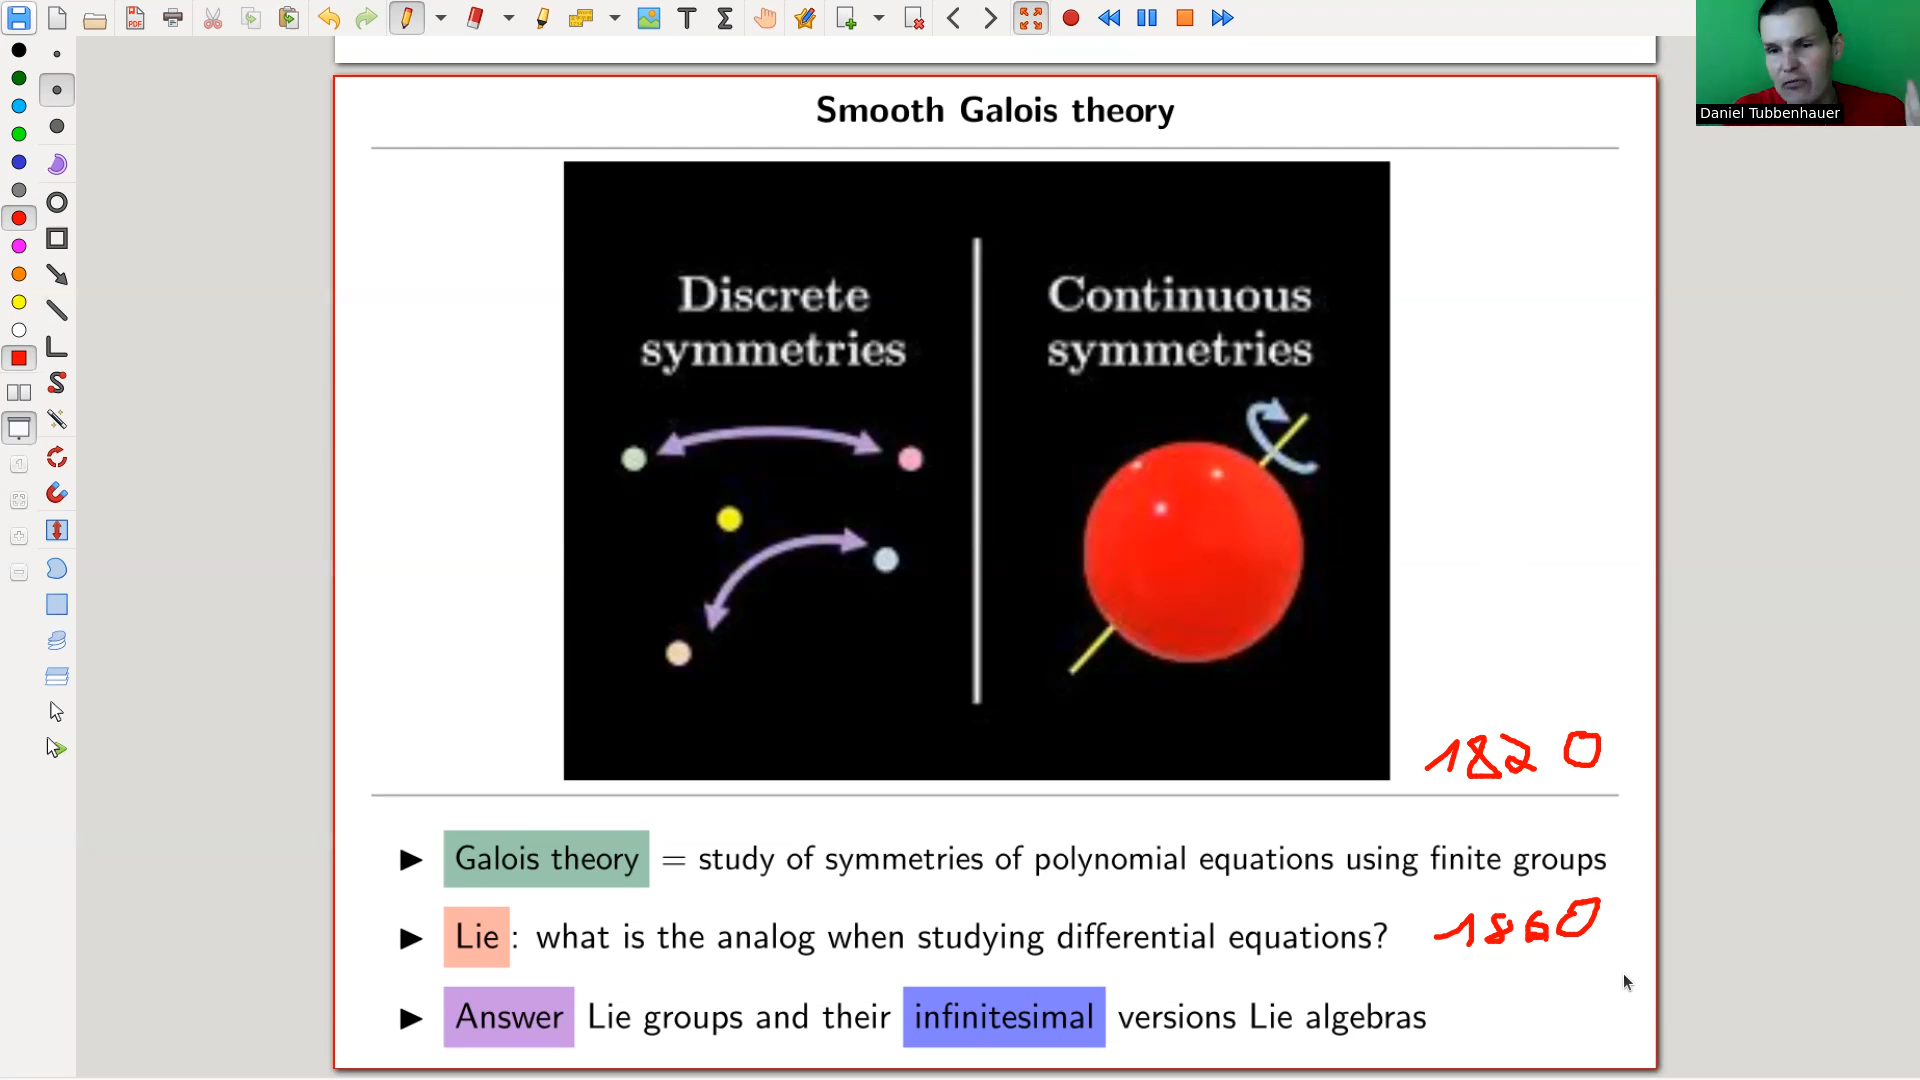 Daniel Tubbenhauer
Smooth Galois theory
Discrete
symmetries
Continuous
symmetries
1820
▶ Galois theory = study of symmetries of polynomial equations using finite groups
▶ Lie : what is the analog when studying differential equations? 1860
▶ Answer Lie groups and their infinitesimal versions Lie algebras